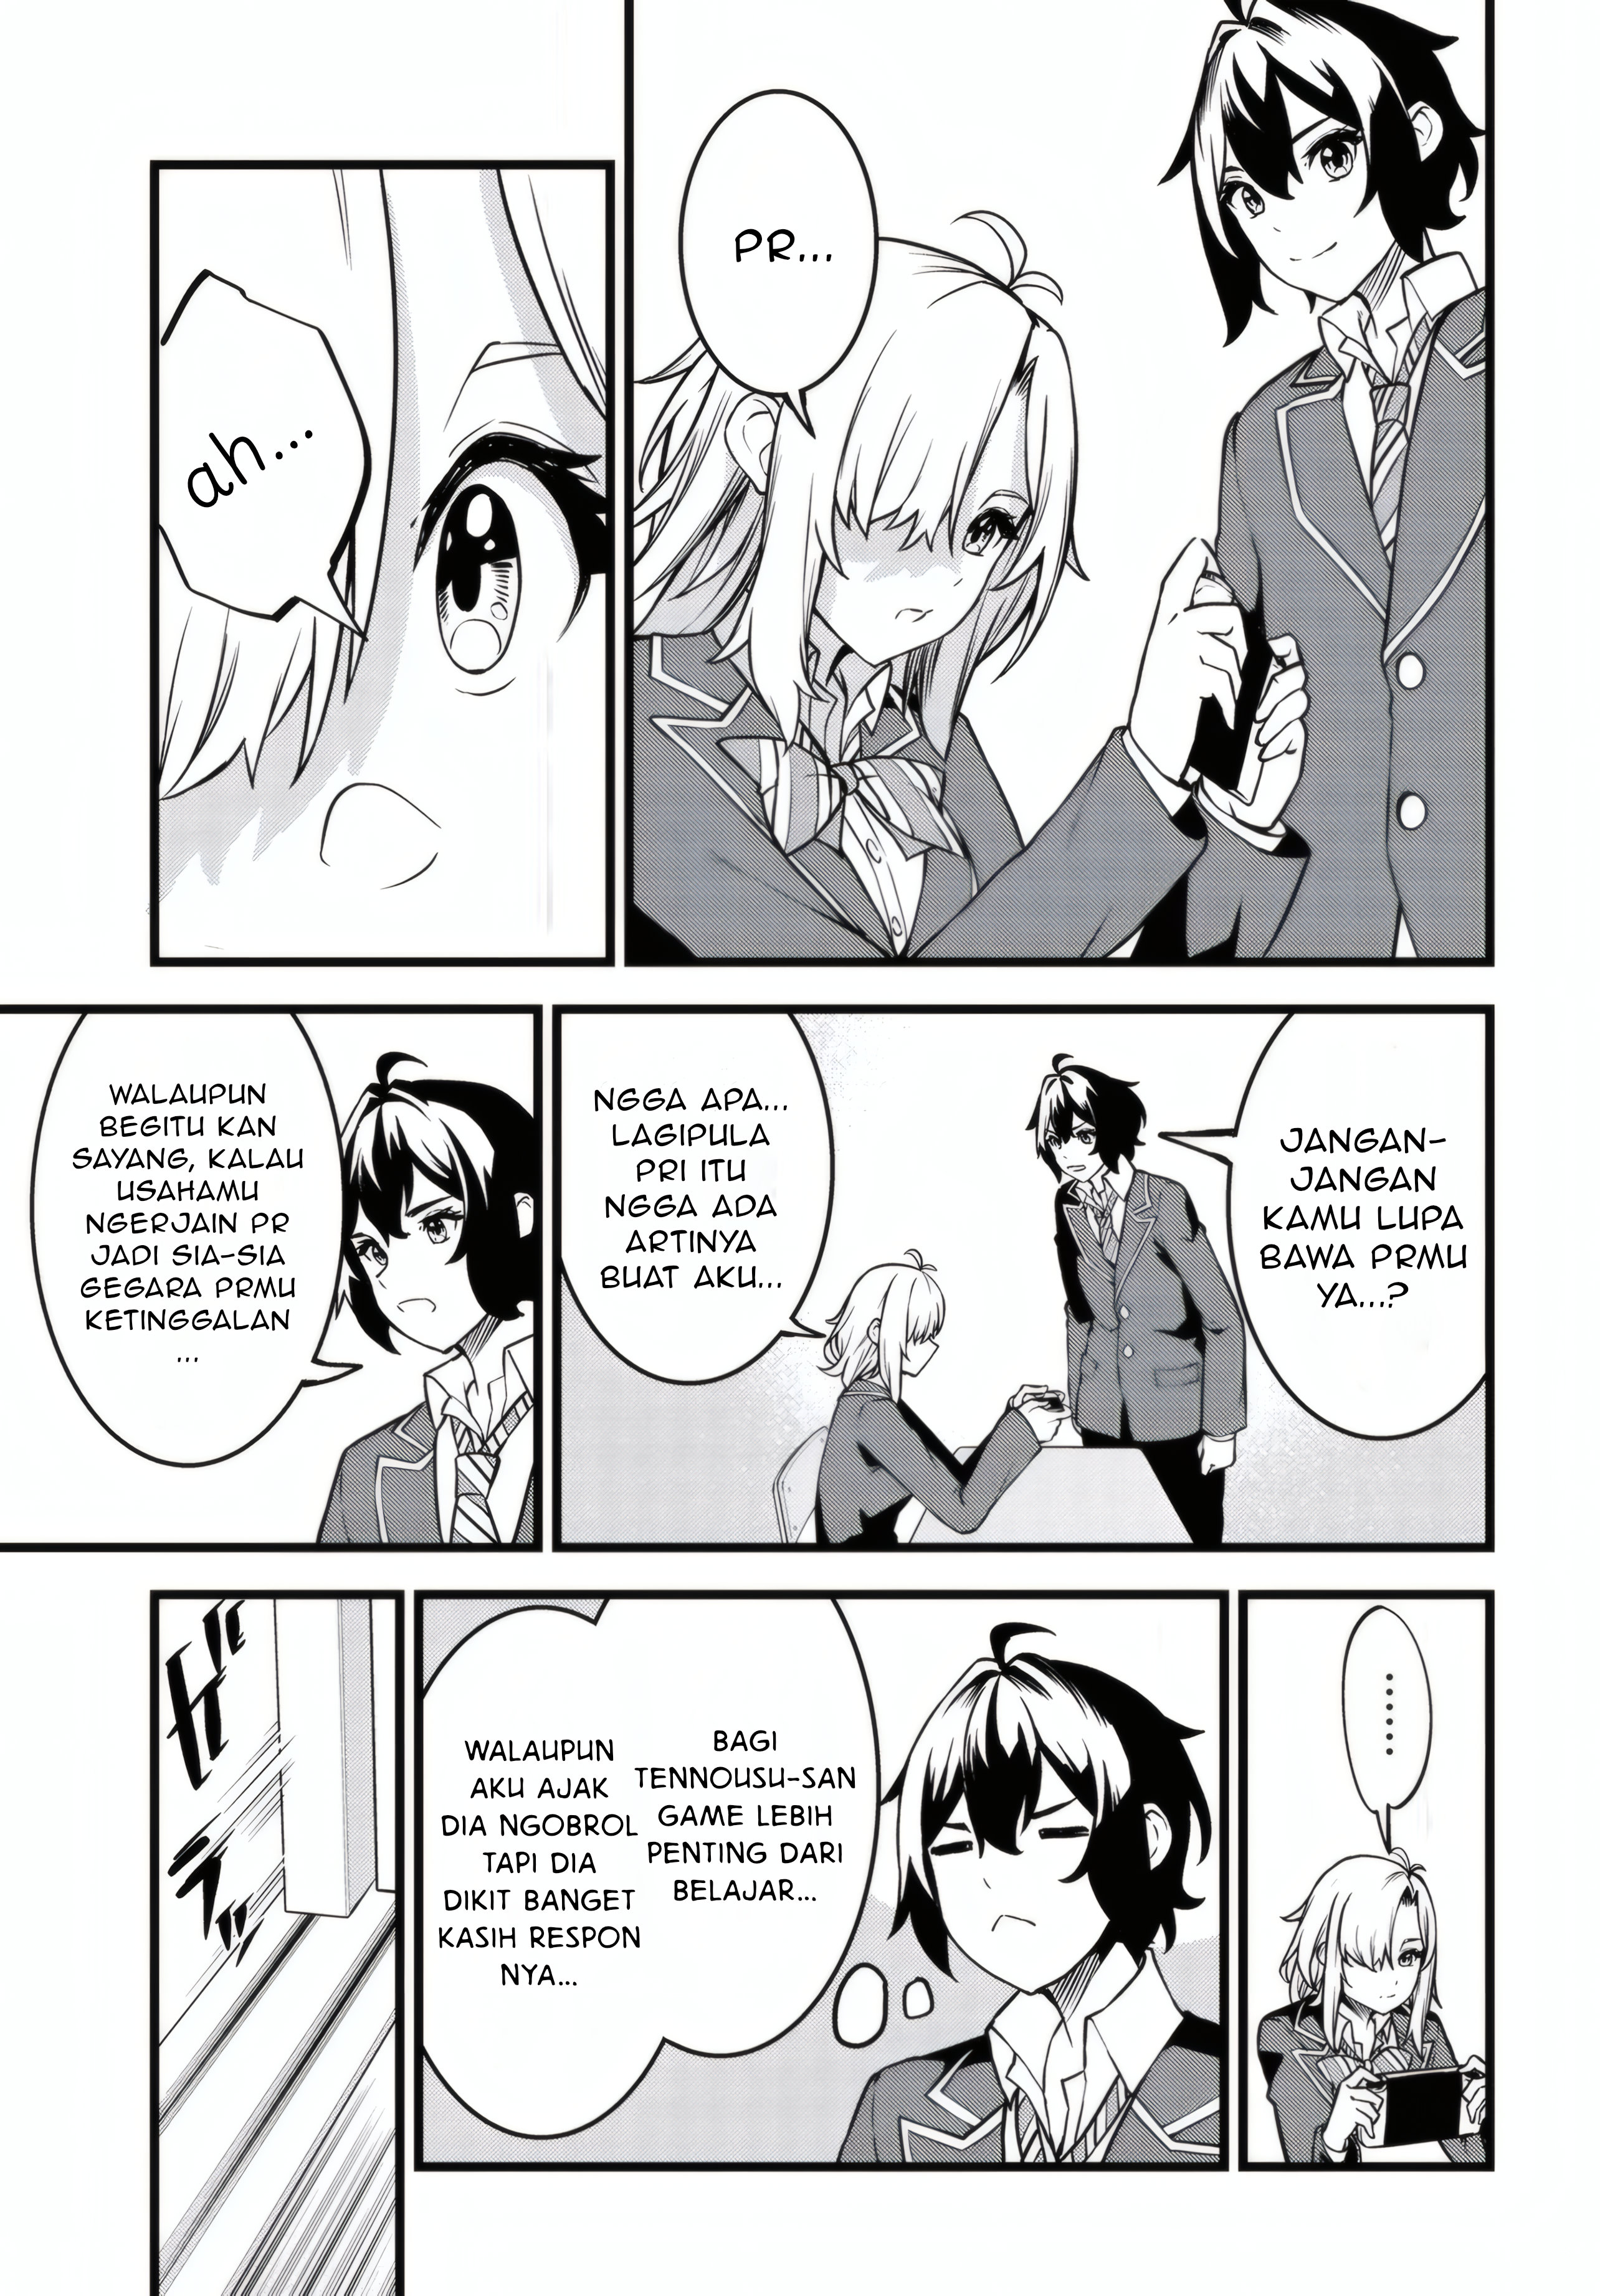 PR...
ah...
JANGAN-
JANGAN
KAMU LUPA
BAWA PRMU
YA...?
NGGA APA...
LAGIPULA
PRI ITU
NGGA ADA
ARTINYA
BUAT AKU...
WALAUPUN
BEGITU KAN
SAYANG, KALAU
USAHAMU
NGERJAIN PR
JADI SIA-SIA
GEGARA PRMU
KETINGGALAN
...
......
BAGI
TENNOUSU-SAN
GAME LEBIH
PENTING DARI
BELAJAR...
WALAUPUN
AKU AJAK
DIA NGOBROL
TAPI DIA
DIKIT BANGET
KASIH RESPON
NYA...
ガラ